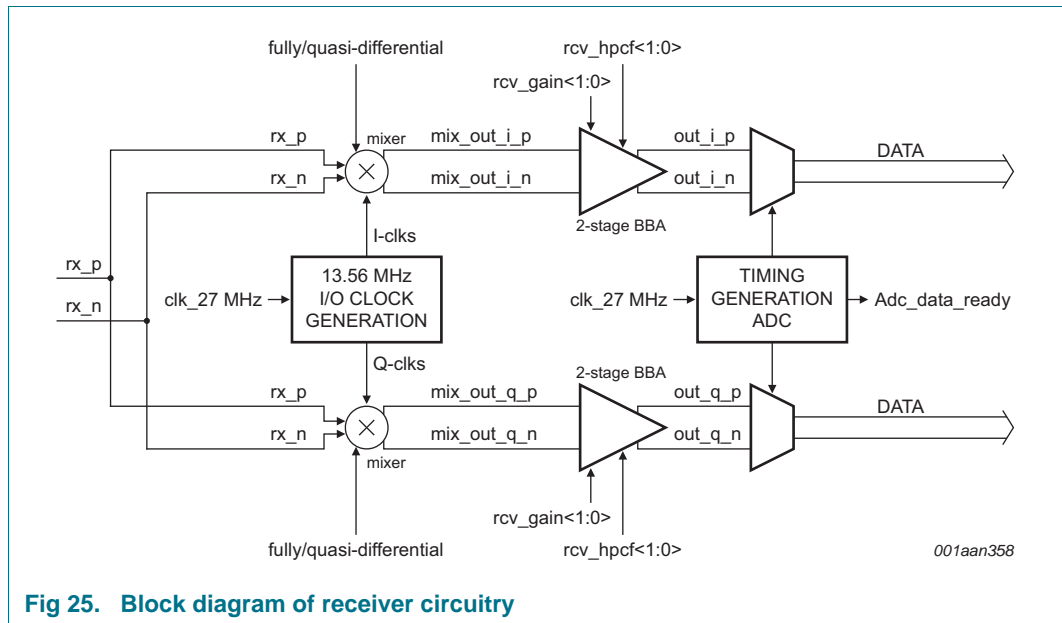 fully/quasi-differential
rcv_hpcf<1:0>
rcv_gain<1:0>
rx_p
mixer
mix_out_i_p
out_i_p
DATA
rx_n
mix_out_i_n
out_i_n
2-stage BBA
I-clks
rx_p
rx_n
clk_27 MHz
13.56 MHz
I/O CLOCK
GENERATION
clk_27 MHz
TIMING
GENERATION
ADC
Adc_data_ready
Q-clks
2-stage BBA
rx_p
mix_out_q_p
out_q_p
DATA
rx_n
mix_out_q_n
out_q_n
mixer
rcv_gain<1:0>
fully/quasi-differential
rcv_hpcf<1:0>
001aan358
Fig 25. Block diagram of receiver circuitry